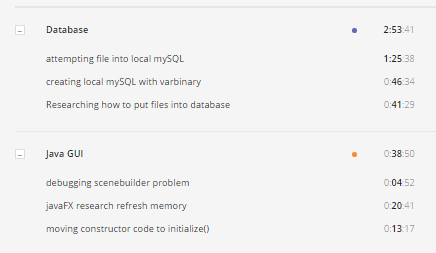 Database 2:53:41
attempting file into local mySQL 1:25:38
creating local mySQL with varbinary 0:46:34
Researching how to put files into database 0:41:29
Java GUI 0:38:50
debugging scenebuilder problem 0:04:52
javaFX research refresh memory 0:20:41
moving constructor code to initialize() 0:13:17